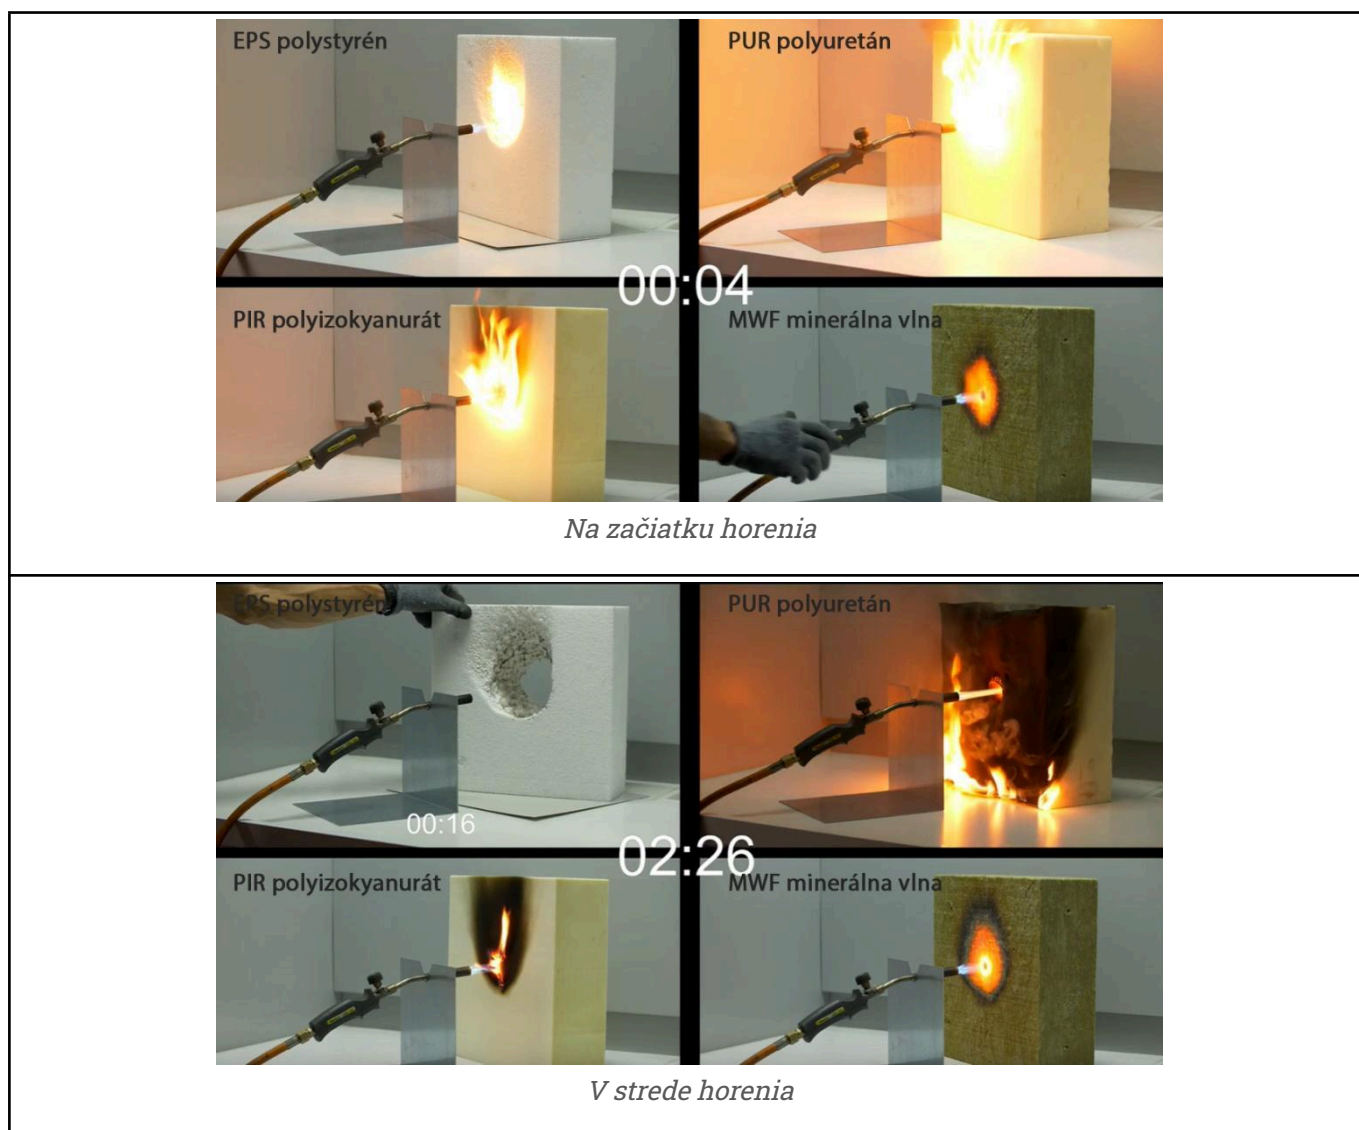 EPS polystyrén
PUR polyuretán
00:04
PIR polyizokyanurát
MWF minerálna vlna
Na začiatku horenia
EPS polystyrén
PUR polyuretán
00:16
02:26
PIR polyizokyanurát
MWF minerálna vlna
V strede horenia